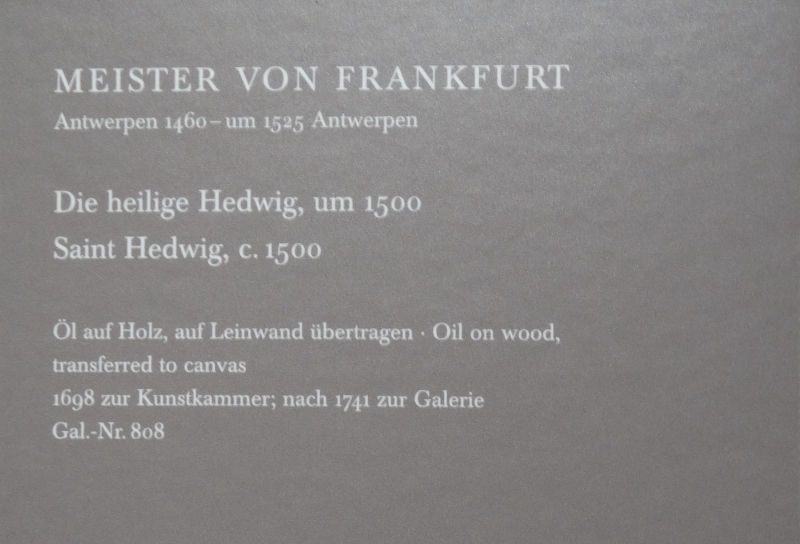 MEISTER VON FRANKFURT
Antwerpen 1460–um 1525 Antwerpen
Die heilige Hedwig, um 1500
Saint Hedwig, c. 1500
Öl auf Holz, auf Leinwand übertragen · Oil on wood,
transferred to canvas
1698 zur Kunstkammer; nach 1741 zur Galerie
Gal.-Nr. 808